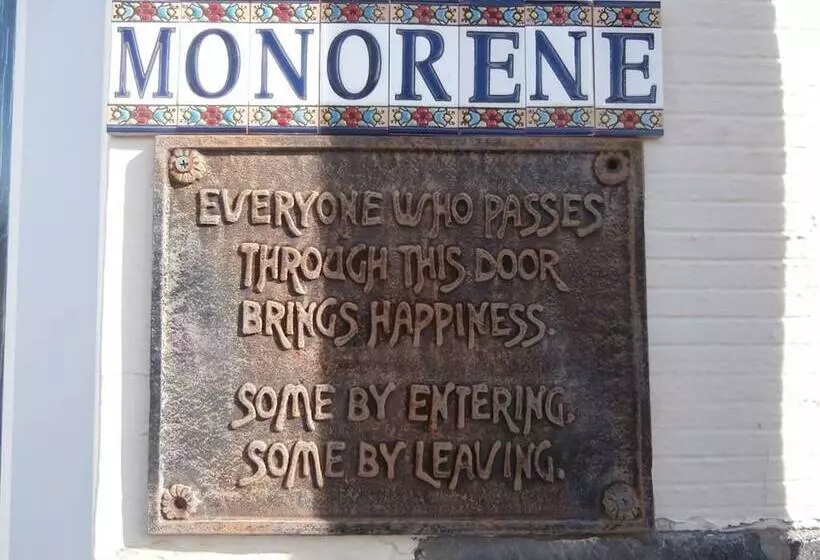 MONORENE
EVERYONE WHO PASSES
THROUGH THIS DOOR
BRINGS HAPPINESS.
SOME BY ENTERING.
SOME BY LEAVING.